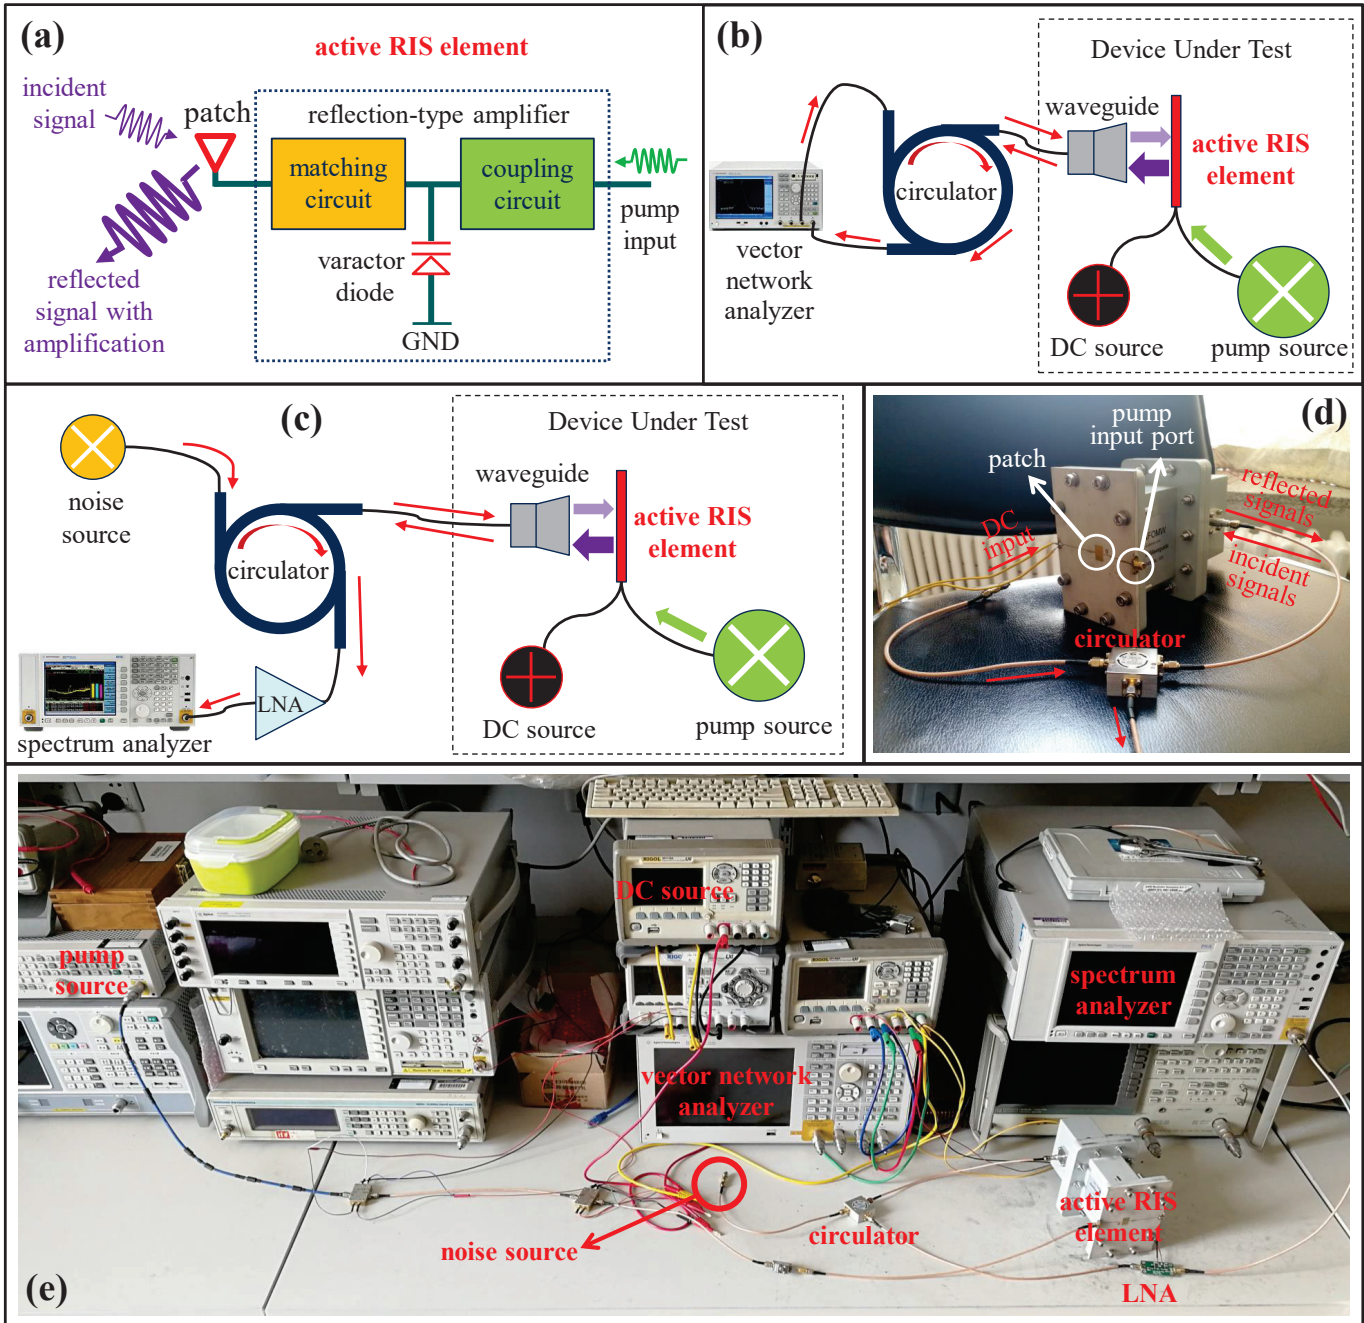 (a)
active RIS element
incident
signal
patch
reflection-type amplifier
matching
circuit
coupling
circuit
pump
input
varactor
diode
GND
reflected
signal with
amplification
(b)
Device Under Test
waveguide
active RIS
element
circulator
vector
network
analyzer
DC source
pump source
(c)
Device Under Test
noise
source
waveguide
active RIS
element
circulator
LNA
spectrum analyzer
DC source
pump source
(d)
pump
input port
patch
DC
input
reflected
signals
incident
signals
circulator
(e)
RIGOL
DC source
pump
source
RIGOL
spectrum
analyzer
vector network
analyzer
active RIS
element
circulator
noise source
LNA